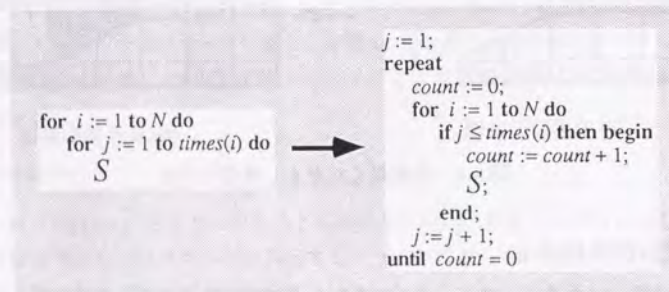 for i := 1 to N do
for j := 1 to times(i) do
S
j := 1;
repeat
count := 0;
for i := 1 to N do
if j ≤ times(i) then begin
count := count + 1;
S;
end;
j := j + 1;
until count = 0